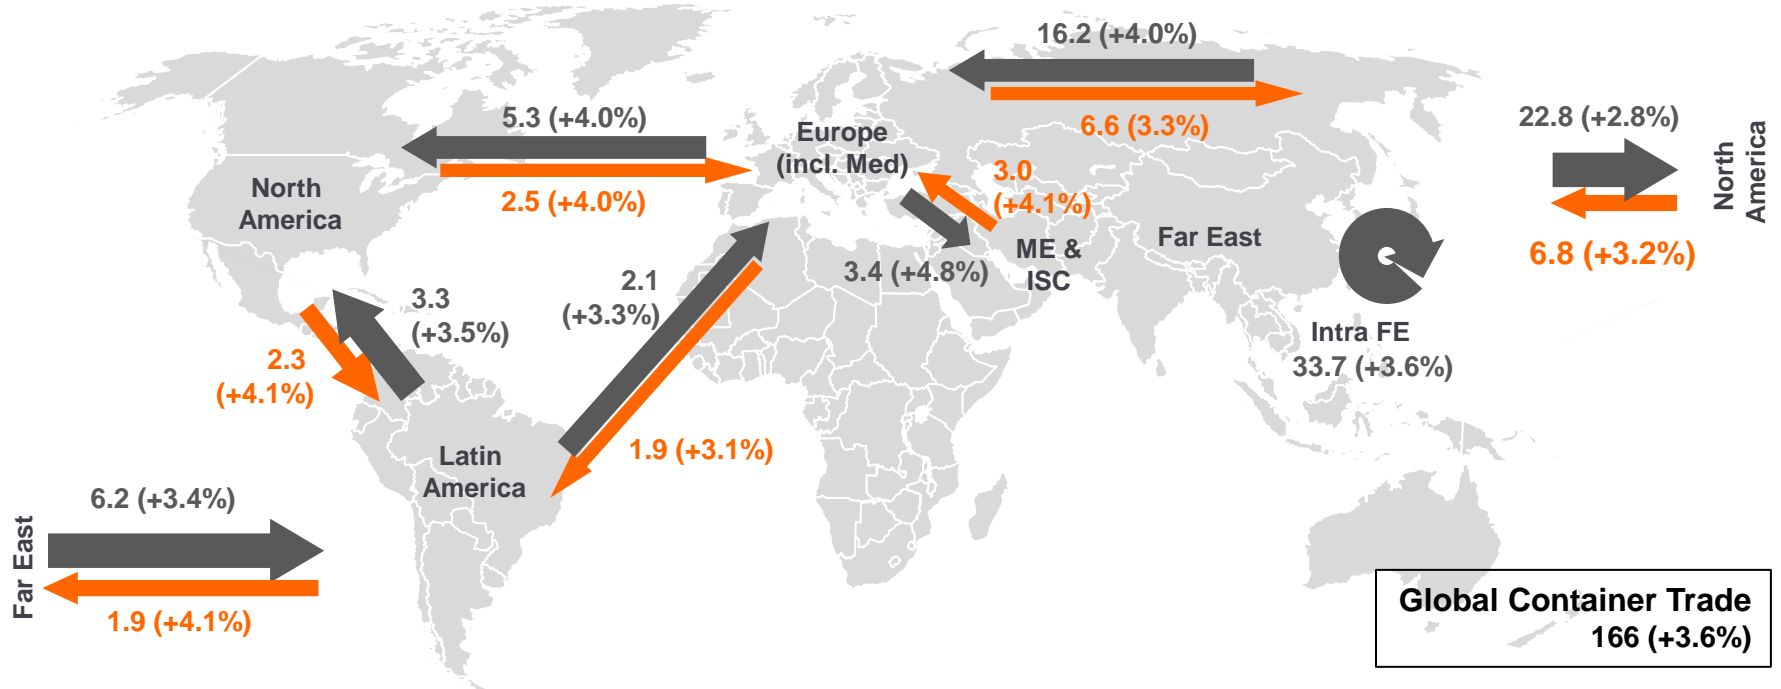 16.2 (+4.0%)
5.3 (+4.0%)
Europe
(incl. Med)
6.6 (3.3%)
22.8 (+2.8%)
North
America
2.5 (+4.0%)
3.0
(+4.1%)
North
America
Far East
ME &
ISC
6.8 (+3.2%)
3.4 (+4.8%)
2.1
(+3.3%)
3.3
(+3.5%)
Intra FE
33.7 (+3.6%)
2.3
(+4.1%)
1.9 (+3.1%)
Latin
America
6.2 (+3.4%)
Far East
1.9 (+4.1%)
Global Container Trade
166 (+3.6%)